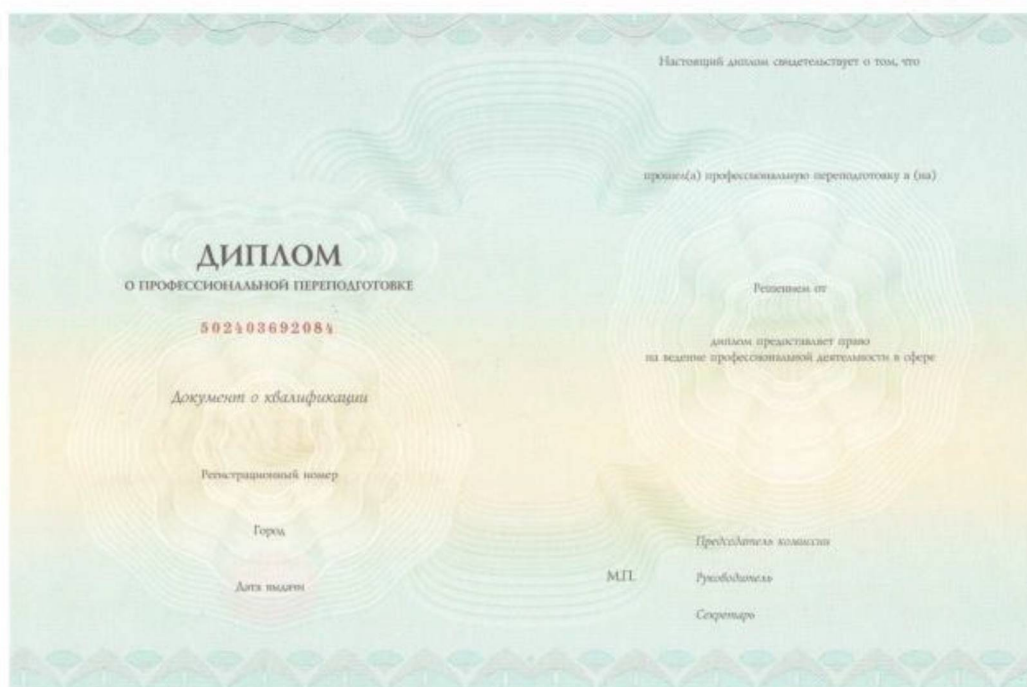 ДИПЛОМ
О ПРОФЕССИОНАЛЬНОЙ ПЕРЕПОДГОТОВКЕ
502403692084
Документ о квалификации
Регистрационный номер
Город
Дата выдачи
Настоящий диплом свидетельствует о том, что
прошел(а) профессиональную переподготовку в (на)
Решением от
диплом предоставляет право
на ведение профессиональной деятельности в сфере
Председатель комиссии
М.П.
Руководитель
Секретарь